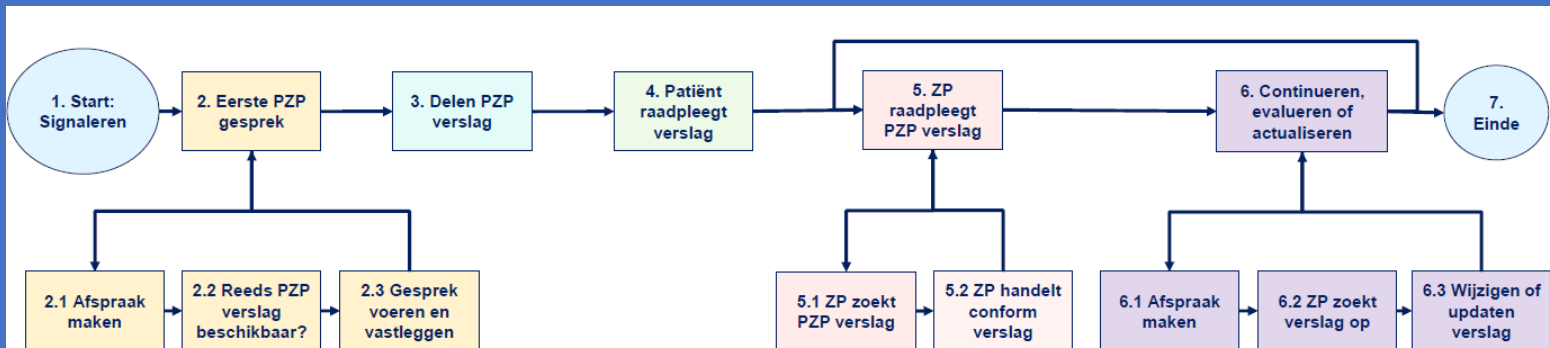 1. Start:
Signaleren
2. Eerste PZP
gesprek
3. Delen PZP
verslag
4. Patiënt
raadpleegt
verslag
5. ZP
raadpleegt
PZP verslag
6. Continueren,
evalueren of
actualiseren
7.
Einde
2.1 Afspraak
maken
2.2 Reeds PZP
verslag
beschikbaar?
2.3 Gesprek
voeren en
vastleggen
5.1 ZP zoekt
PZP verslag
5.2 ZP handelt
conform
verslag
6.1 Afspraak
maken
6.2 ZP zoekt
verslag op
6.3 Wijzigen of
updaten
verslag